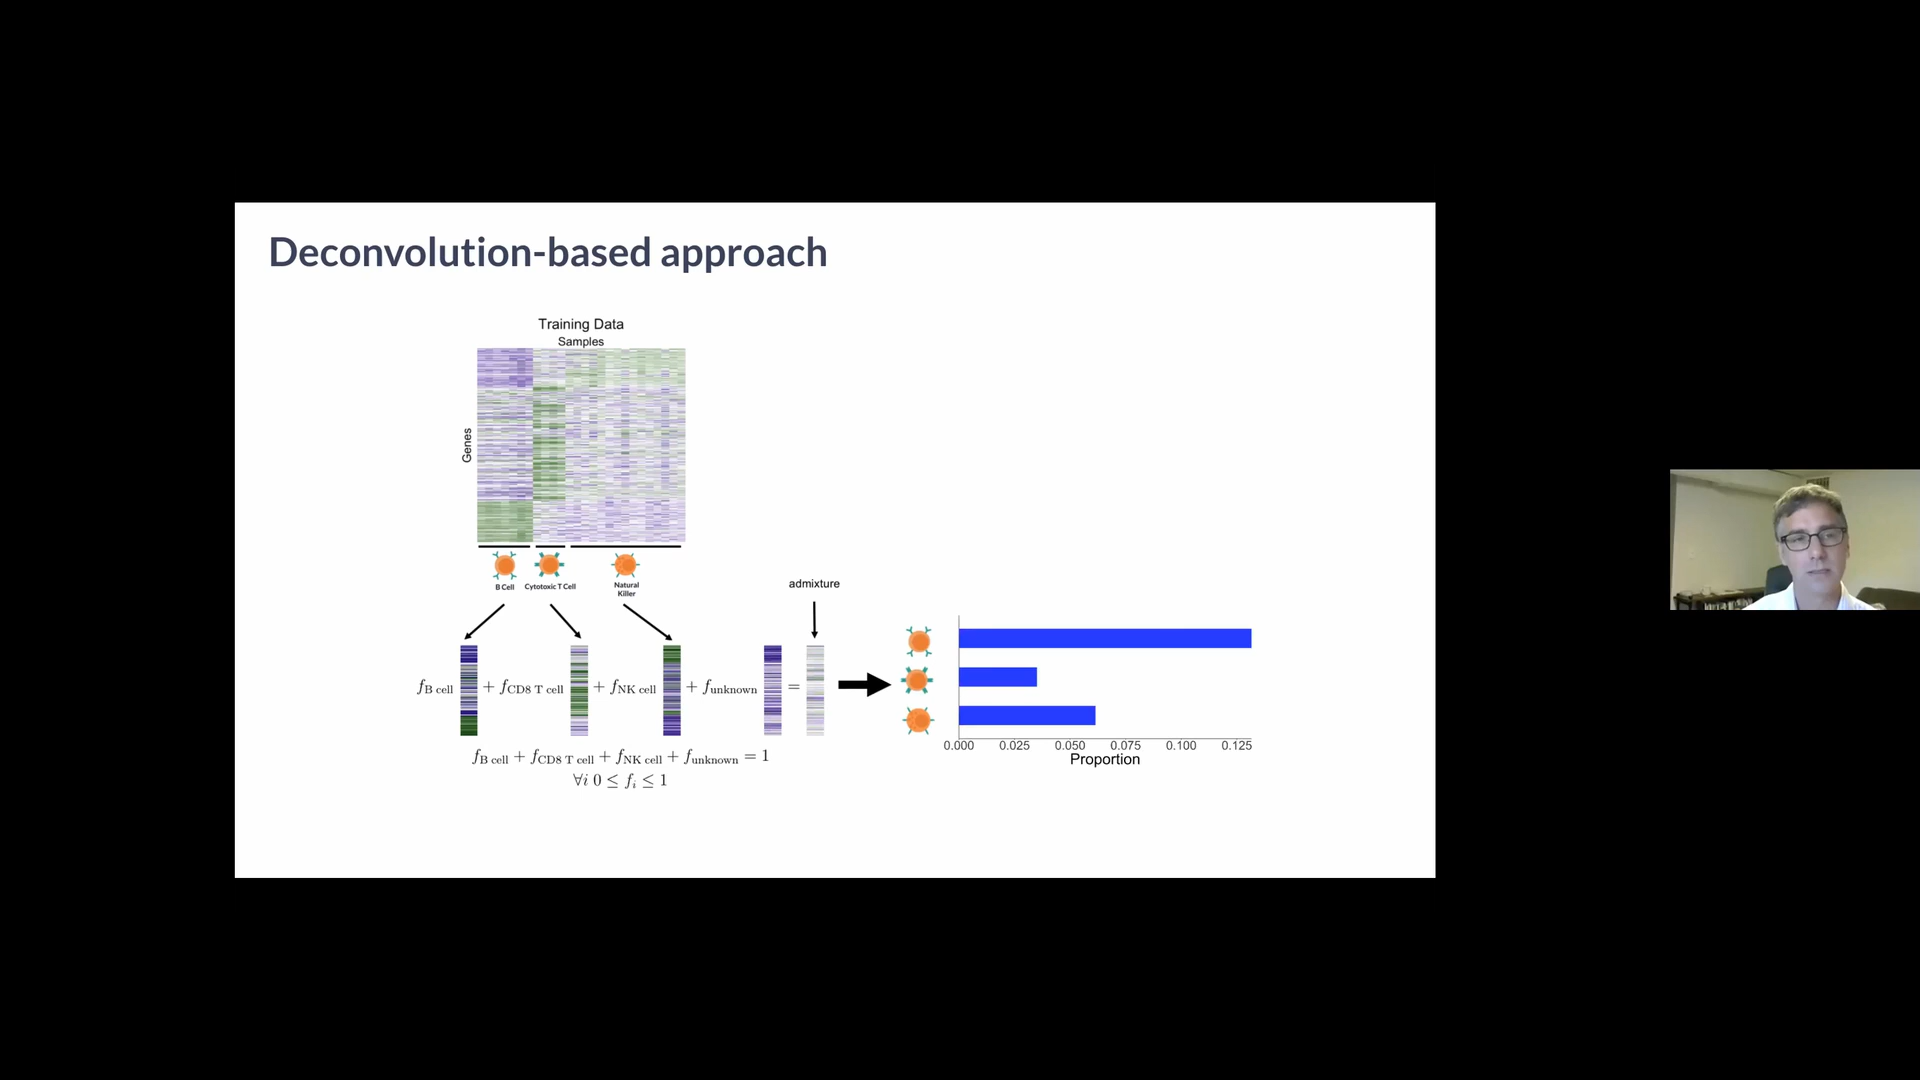 Deconvolution-based approach
Training Data
Samples
Genes
B Cell
Cytotoxic T Cell
Natural
Killer
admixture
f_B cell + f_CD8 T cell + f_NK cell + f_unknown =
f_B cell + f_CD8 T cell + f_NK cell + f_unknown = 1
∀i 0 ≤ f_i ≤ 1
0.000 0.025 0.050 0.075 0.100 0.125
Proportion